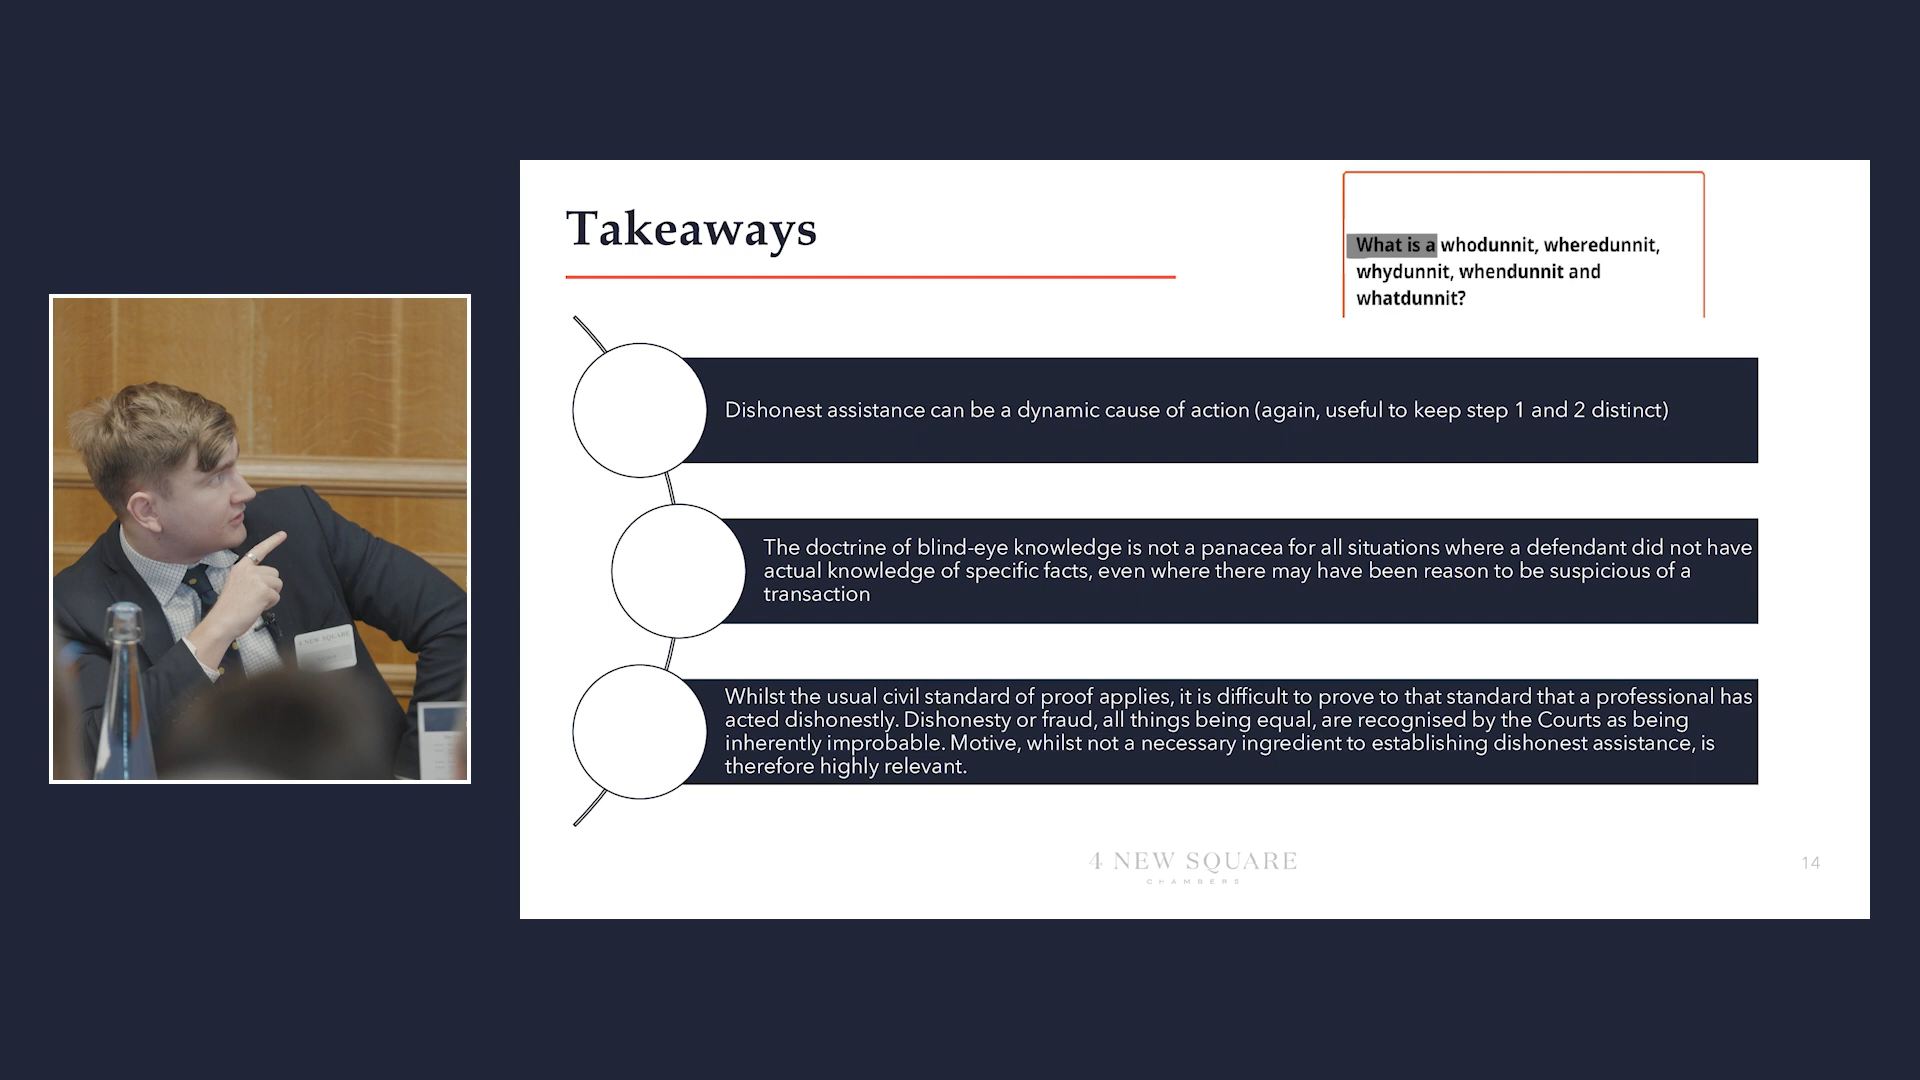 Takeaways
What is a whodunnit, wheredunnit,
whydunnit, whendunnit and
whatdunnit?
Dishonest assistance can be a dynamic cause of action (again, useful to keep step 1 and 2 distinct)
The doctrine of blind-eye knowledge is not a panacea for all situations where a defendant did not have
actual knowledge of specific facts, even where there may have been reason to be suspicious of a
transaction
Whilst the usual civil standard of proof applies, it is difficult to prove to that standard that a professional has
acted dishonestly. Dishonesty or fraud, all things being equal, are recognised by the Courts as being
inherently improbable. Motive, whilst not a necessary ingredient to establishing dishonest assistance, is
therefore highly relevant.
4 NEW SQUARE
CHAMBERS
14
4 NEW SQUARE